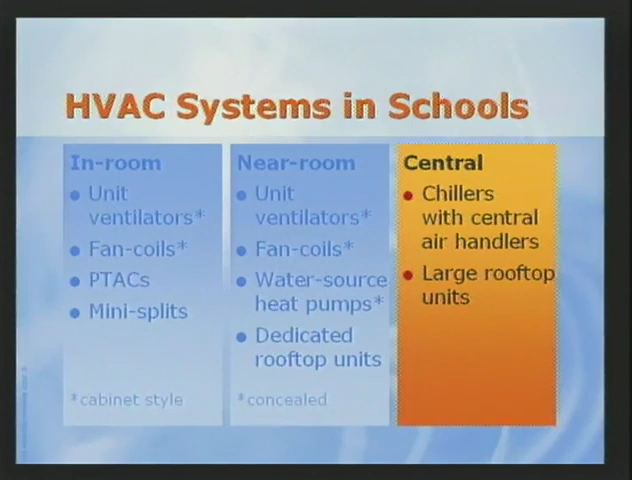 HVAC Systems in Schools
In-room
Unit
ventilators*
Fan-coils*
PTACs
Mini-splits
*cabinet style
Near-room
Unit
ventilators*
Fan-coils*
Water-source
heat pumps*
Dedicated
rooftop units
*concealed
Central
Chillers
with central
air handlers
Large rooftop
units